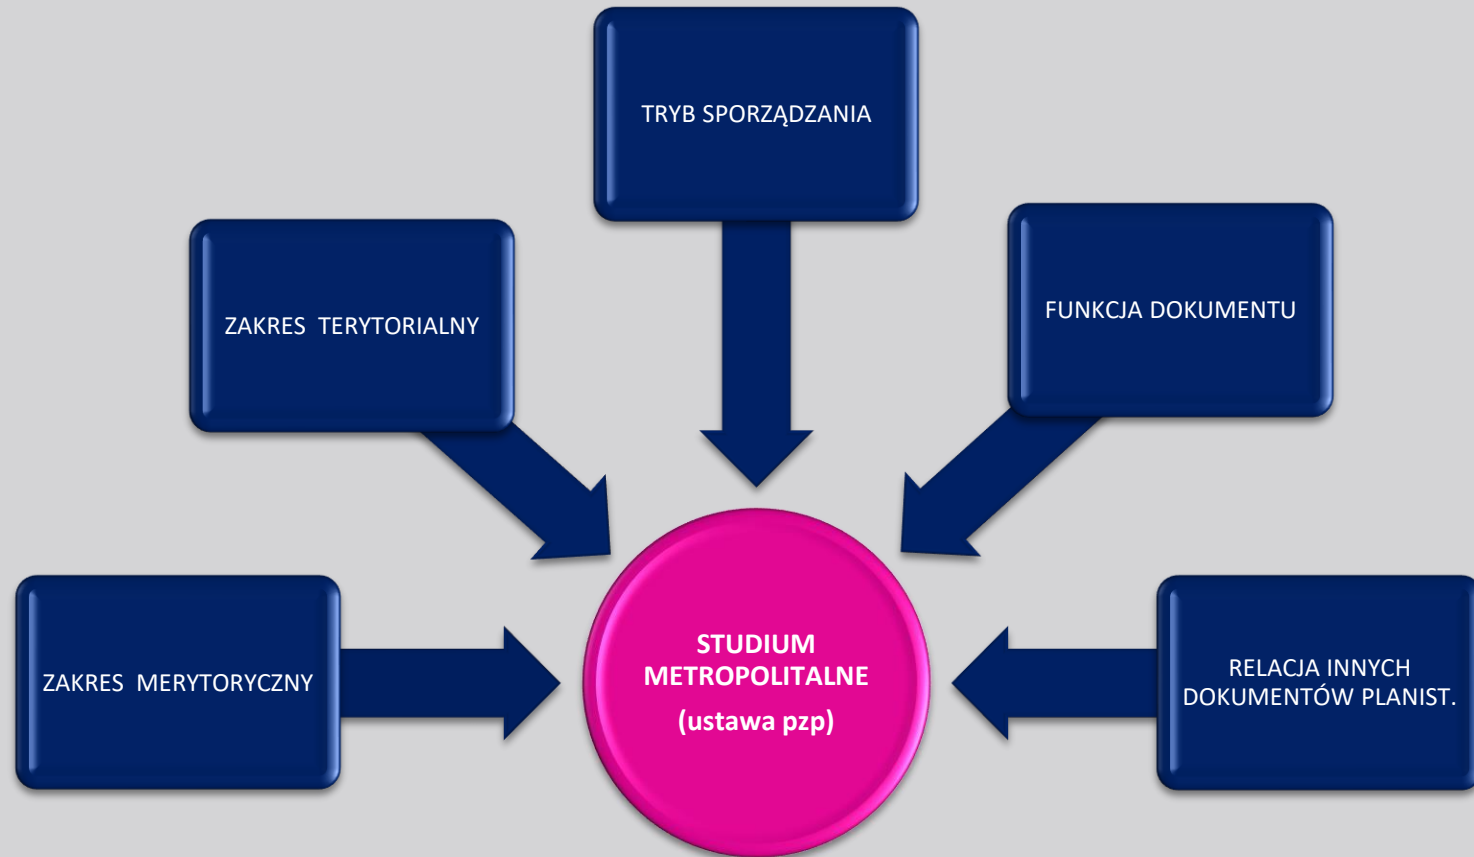 TRYB SPORZĄDZANIA
ZAKRES TERYTORIALNY
FUNKCJA DOKUMENTU
ZAKRES MERYTORYCZNY
STUDIUM
METROPOLITALNE
(ustawa pzp)
RELACJA INNYCH
DOKUMENTÓW PLANIST.